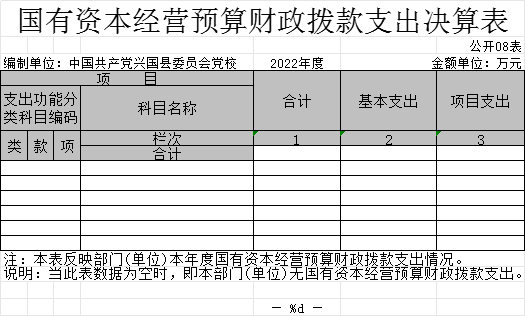 国有资本经营预算财政拨款支出决算表
公开08表
编制单位：中国共产党兴国县委员会党校 2022年度 金额单位：万元
项 目
支出功能分类科目编码 科目名称 合计 基本支出 项目支出
类 款 项 栏次 1 2 3
合计
注：本表反映部门(单位)本年度国有资本经营预算财政拨款支出情况。
说明：当此表数据为空时，即本部门(单位)无国有资本经营预算财政拨款支出。
— %d —